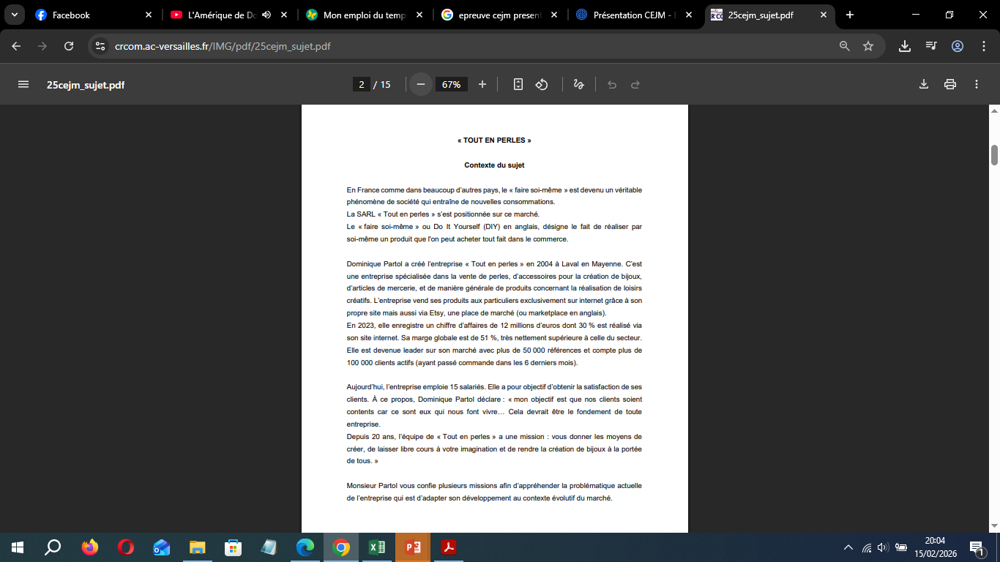 Facebook
L'Amérique de Do
Mon emploi du temp
epreuve cejm present
Présentation CEJM - E
25cejm_sujet.pdf
crcom.ac-versailles.fr/IMG/pdf/25cejm_sujet.pdf
25cejm_sujet.pdf
2 / 15
67%
« TOUT EN PERLES »
Contexte du sujet
En France comme dans beaucoup d'autres pays, le « faire soi-même » est devenu un véritable
phénomène de société qui entraîne de nouvelles consommations.
La SARL « Tout en perles » s'est positionnée sur ce marché.
Le « faire soi-même » ou Do It Yourself (DIY) en anglais, désigne le fait de réaliser par
soi-même un produit que l'on peut acheter tout fait dans le commerce.
Dominique Partol a créé l'entreprise « Tout en perles » en 2004 à Laval en Mayenne. C'est
une entreprise spécialisée dans la vente de perles, d'accessoires pour la création de bijoux,
d'articles de mercerie, et de manière générale de produits concernant la réalisation de loisirs
créatifs. L'entreprise vend ses produits aux particuliers exclusivement sur internet grâce à son
propre site mais aussi via Etsy, une place de marché (ou marketplace en anglais).
En 2023, elle enregistre un chiffre d'affaires de 12 millions d'euros dont 30 % est réalisé via
son site internet. Sa marge globale est de 51 %, très nettement supérieure à celle du secteur.
Elle est devenue leader sur son marché avec plus de 50 000 références et compte plus de
100 000 clients actifs (ayant passé commande dans les 6 derniers mois).
Aujourd'hui, l'entreprise emploie 15 salariés. Elle a pour objectif d'obtenir la satisfaction de ses
clients. À ce propos, Dominique Partol déclare : « mon objectif est que nos clients soient
contents car ce sont eux qui nous font vivre… Cela devrait être le fondement de toute
entreprise.
Depuis 20 ans, l'équipe de « Tout en perles » a une mission : vous donner les moyens de
créer, de laisser libre cours à votre imagination et de rendre la création de bijoux à la portée
de tous. »
Monsieur Partol vous confie plusieurs missions afin d'appréhender la problématique actuelle
de l'entreprise qui est d'adapter son développement au contexte évolutif du marché.
20:04
15/02/2026
1